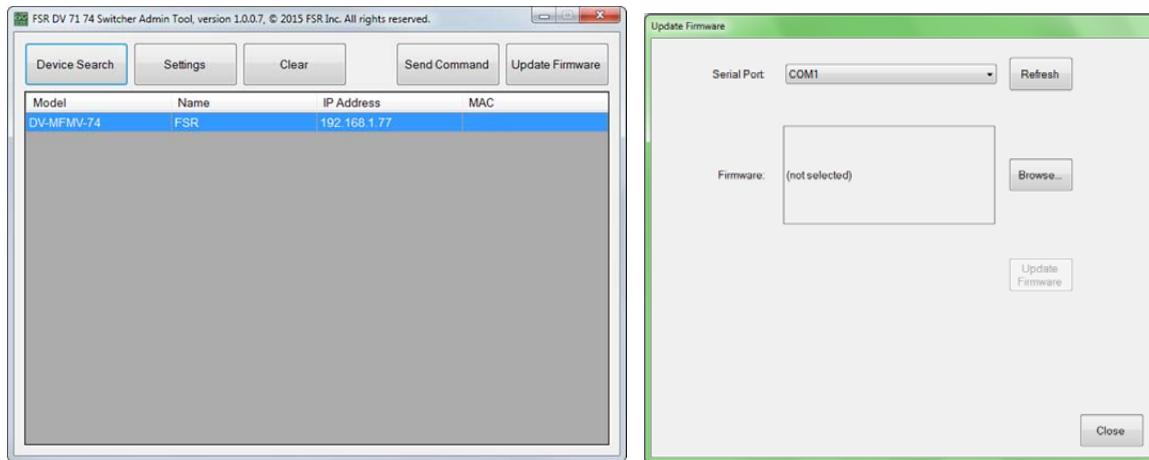 FSR DV 71 74 Switcher Admin Tool, version 1.0.0.7, © 2015 FSR Inc. All rights reserved.
Device Search Settings Clear Send Command Update Firmware
Model Name IP Address MAC
DV-MFMV-74 FSR 192.168.1.77
Update Firmware
Serial Port: COM1 Refresh
Firmware: (not selected) Browse...
Update
Firmware
Close